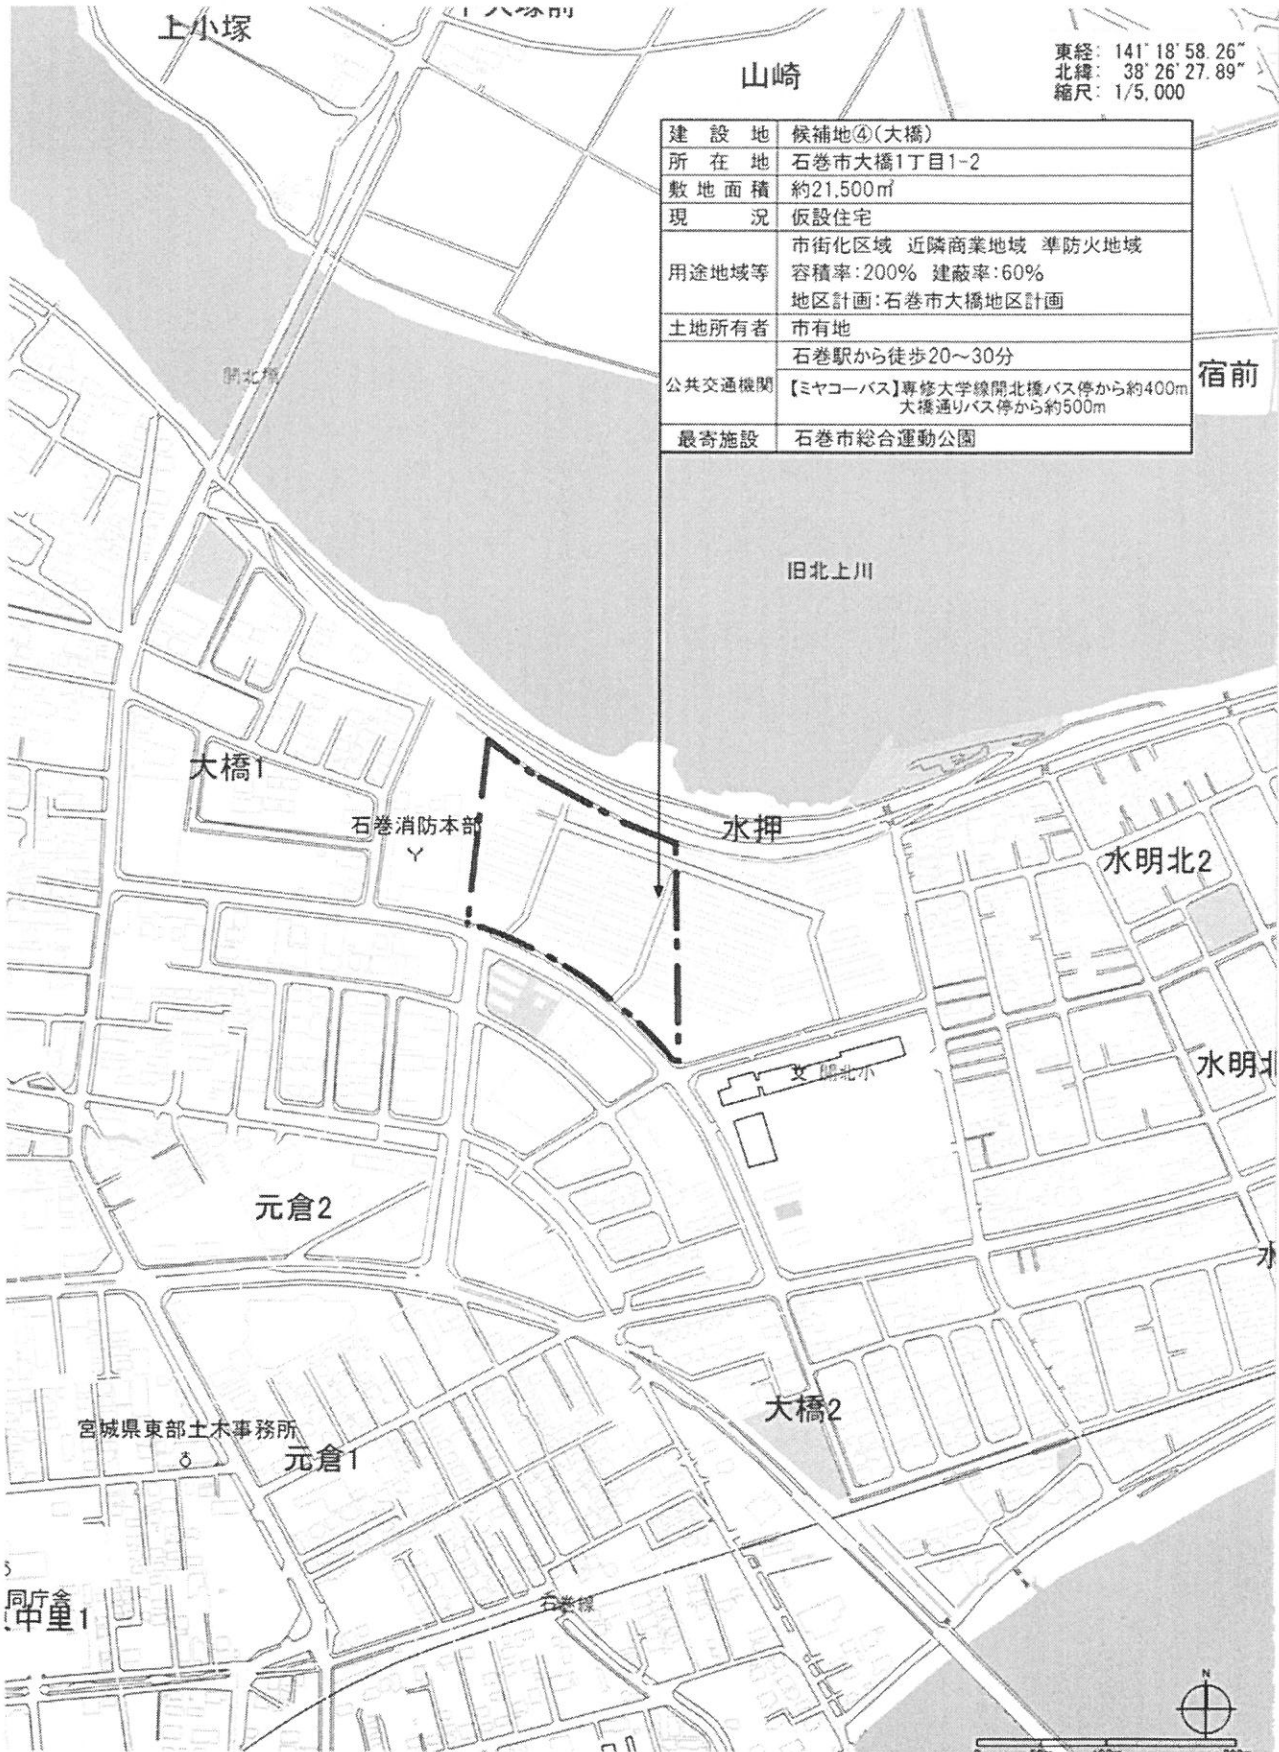 上小塚
山崎
東経: 141°18′58.26″
北緯: 38°26′27.89″
縮尺: 1/5,000
建設地 候補地④(大橋)
所在地 石巻市大橋1丁目1-2
敷地面積 約21,500㎡
現況 仮設住宅
用途地域等 市街化区域 近隣商業地域 準防火地域
容積率:200% 建蔽率:60%
地区計画:石巻市大橋地区計画
土地所有者 市有地
公共交通機関 石巻駅から徒歩20～30分
【ミヤコーバス】専修大学線開北橋バス停から約400m
大橋通りバス停から約500m
最寄施設 石巻市総合運動公園
宿前
開北橋
旧北上川
大橋1
石巻消防本部
水押
水明北2
開北小
水明北
元倉2
水
大橋2
宮城県東部土木事務所
元倉1
同庁舎
中里1
石巻線
N